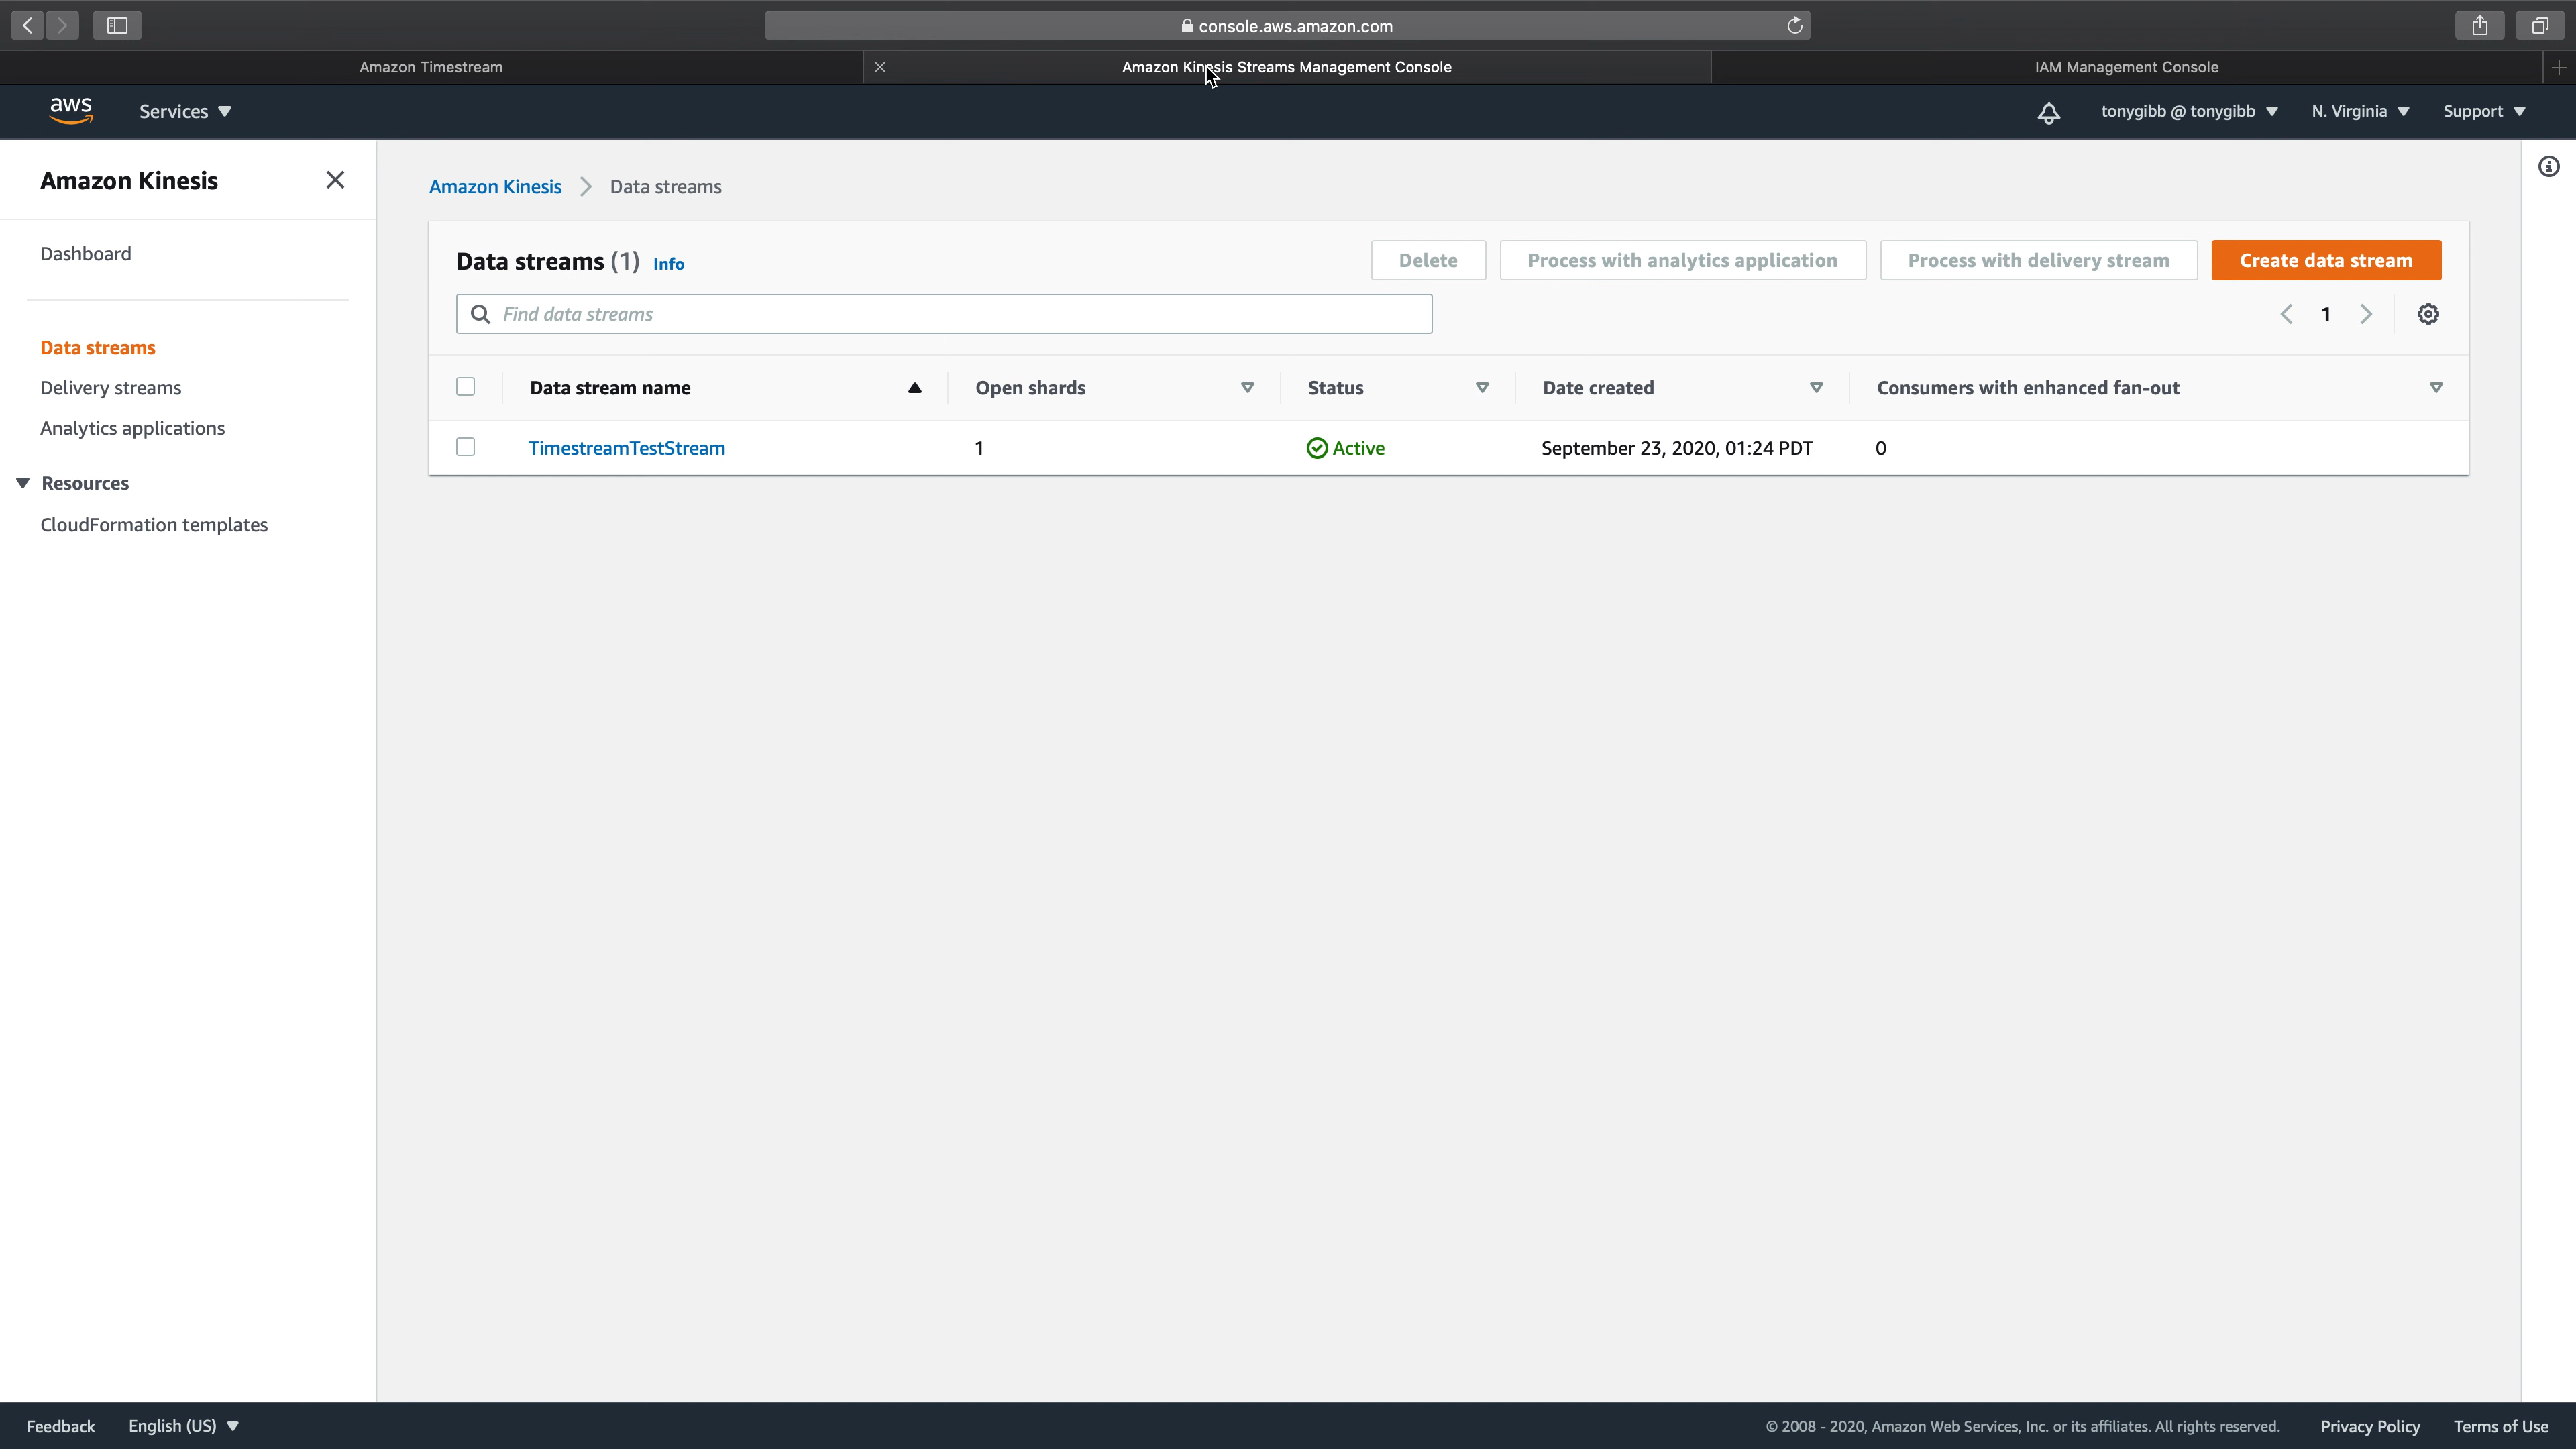 console.aws.amazon.com
Amazon Timestream
Amazon Kinesis Streams Management Console
IAM Management Console
aws
Services
tonygibb @ tonygibb
N. Virginia
Support
Amazon Kinesis
Dashboard
Data streams
Delivery streams
Analytics applications
Resources
CloudFormation templates
Amazon Kinesis
Data streams
Data streams (1) Info
Delete
Process with analytics application
Process with delivery stream
Create data stream
Find data streams
1
Data stream name
Open shards
Status
Date created
Consumers with enhanced fan-out
TimestreamTestStream
1
Active
September 23, 2020, 01:24 PDT
0
Feedback
English (US)
© 2008 - 2020, Amazon Web Services, Inc. or its affiliates. All rights reserved.
Privacy Policy
Terms of Use